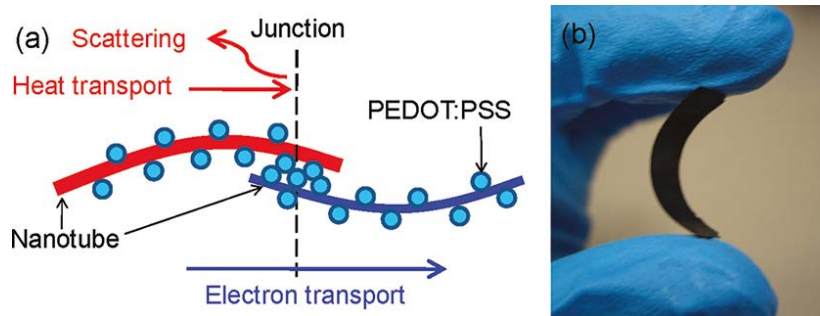 (a)
Scattering
Junction
Heat transport
PEDOT:PSS
Nanotube
Electron transport
(b)